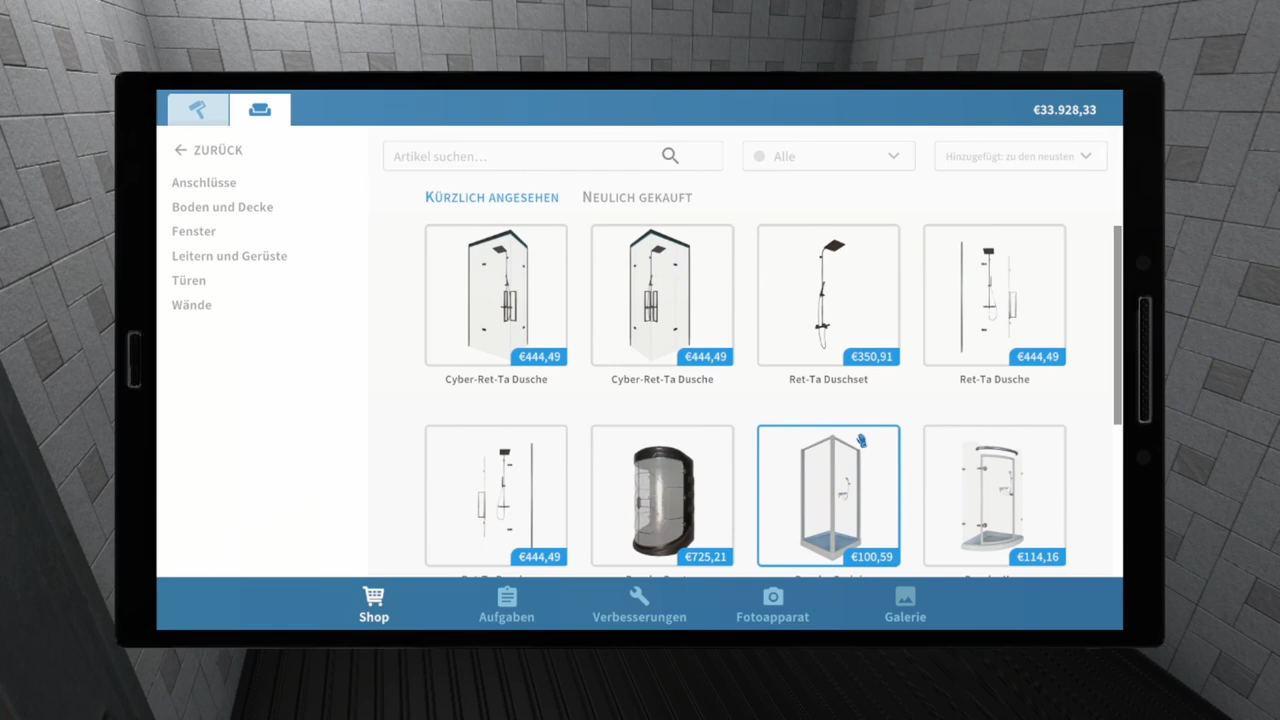 €33.928,33
ZURÜCK
Artikel suchen...
Alle
Hinzugefügt: zu den neusten
Anschlüsse
Boden und Decke
Fenster
Leitern und Gerüste
Türen
Wände
KÜRZLICH ANGESEHEN NEULICH GEKAUFT
€444,49 €444,49 €350,91 €444,49
Cyber-Ret-Ta Dusche Cyber-Ret-Ta Dusche Ret-Ta Duschset Ret-Ta Dusche
€444,49 €725,21 €100,59 €114,16
Shop Aufgaben Verbesserungen Fotoapparat Galerie